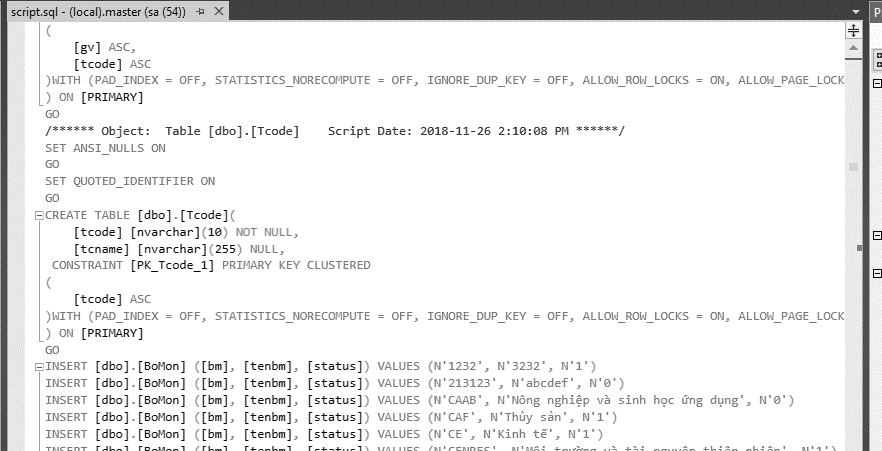 script.sql - (local).master (sa (54))
P
(
[gv] ASC,
[tcode] ASC
)WITH (PAD_INDEX = OFF, STATISTICS_NORECOMPUTE = OFF, IGNORE_DUP_KEY = OFF, ALLOW_ROW_LOCKS = ON, ALLOW_PAGE_LOCK
) ON [PRIMARY]
GO
/****** Object:  Table [dbo].[Tcode]    Script Date: 2018-11-26 2:10:08 PM ******/
SET ANSI_NULLS ON
GO
SET QUOTED_IDENTIFIER ON
GO
CREATE TABLE [dbo].[Tcode](
[tcode] [nvarchar](10) NOT NULL,
[tcname] [nvarchar](255) NULL,
CONSTRAINT [PK_Tcode_1] PRIMARY KEY CLUSTERED
(
[tcode] ASC
)WITH (PAD_INDEX = OFF, STATISTICS_NORECOMPUTE = OFF, IGNORE_DUP_KEY = OFF, ALLOW_ROW_LOCKS = ON, ALLOW_PAGE_LOCK
) ON [PRIMARY]
GO
INSERT [dbo].[BoMon] ([bm], [tenbm], [status]) VALUES (N'1232', N'3232', N'1')
INSERT [dbo].[BoMon] ([bm], [tenbm], [status]) VALUES (N'213123', N'abcdef', N'0')
INSERT [dbo].[BoMon] ([bm], [tenbm], [status]) VALUES (N'CAAB', N'Nông nghiệp và sinh học ứng dụng', N'0')
INSERT [dbo].[BoMon] ([bm], [tenbm], [status]) VALUES (N'CAF', N'Thủy sản', N'1')
INSERT [dbo].[BoMon] ([bm], [tenbm], [status]) VALUES (N'CE', N'Kinh tế', N'1')
INSERT [dbo].[BoMon] ([bm], [tenbm], [status]) VALUES (N'CENRES', N'Môi trường và tài nguyên thiên nhiên', N'1')